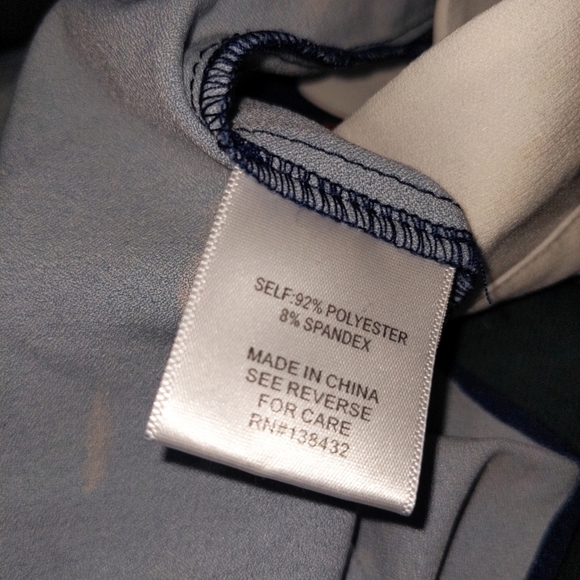 SELF:92% POLYESTER
8% SPANDEX
MADE IN CHINA
SEE REVERSE
FOR CARE
RN#138432